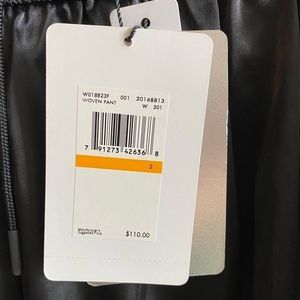 W018823F 001 20168813
WOVEN PANT W 201
7 91273 42636 8
S
Manufacturer's
Suggested Price
$110.00